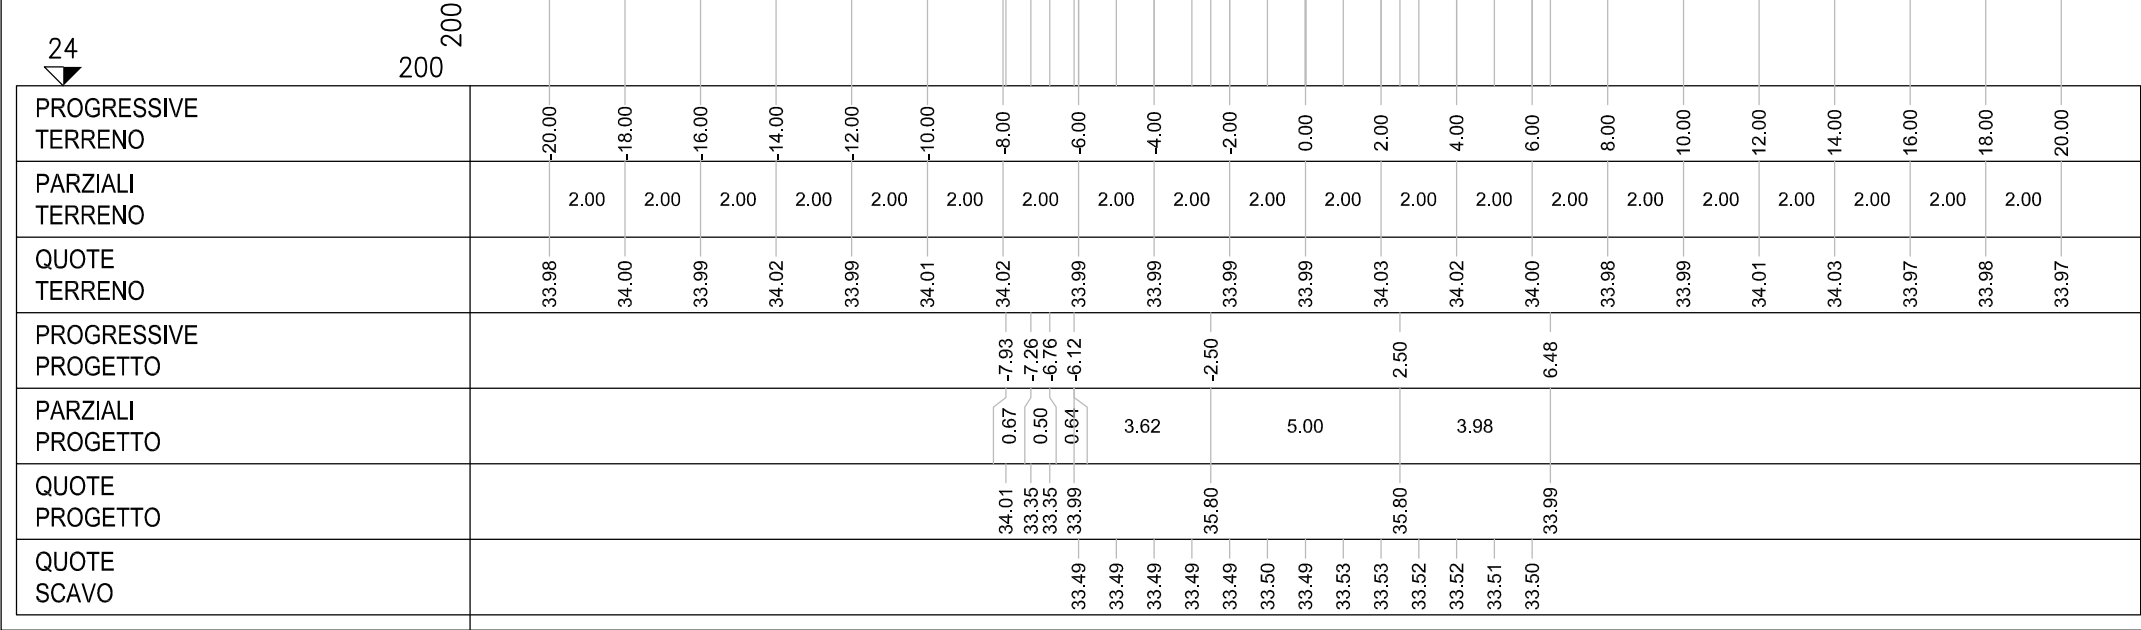 200
24
200
PROGRESSIVE
TERRENO
-20.00 -18.00 -16.00 -14.00 -12.00 -10.00 -8.00 -6.00 -4.00 -2.00 0.00 2.00 4.00 6.00 8.00 10.00 12.00 14.00 16.00 18.00 20.00
PARZIALI
TERRENO
2.00 2.00 2.00 2.00 2.00 2.00 2.00 2.00 2.00 2.00 2.00 2.00 2.00 2.00 2.00 2.00 2.00 2.00 2.00 2.00
QUOTE
TERRENO
33.98 34.00 33.99 34.02 33.99 34.01 34.02 33.99 33.99 33.99 33.99 34.03 34.02 34.00 33.98 33.99 34.01 34.03 33.97 33.98 33.97
PROGRESSIVE
PROGETTO
-7.93 -7.26 -6.76 -6.12 -2.50 2.50 6.48
PARZIALI
PROGETTO
0.67 0.50 0.64 3.62 5.00 3.98
QUOTE
PROGETTO
34.01 33.35 33.35 33.99 35.80 35.80 33.99
QUOTE
SCAVO
33.49 33.49 33.49 33.49 33.49 33.50 33.49 33.53 33.53 33.52 33.52 33.51 33.50